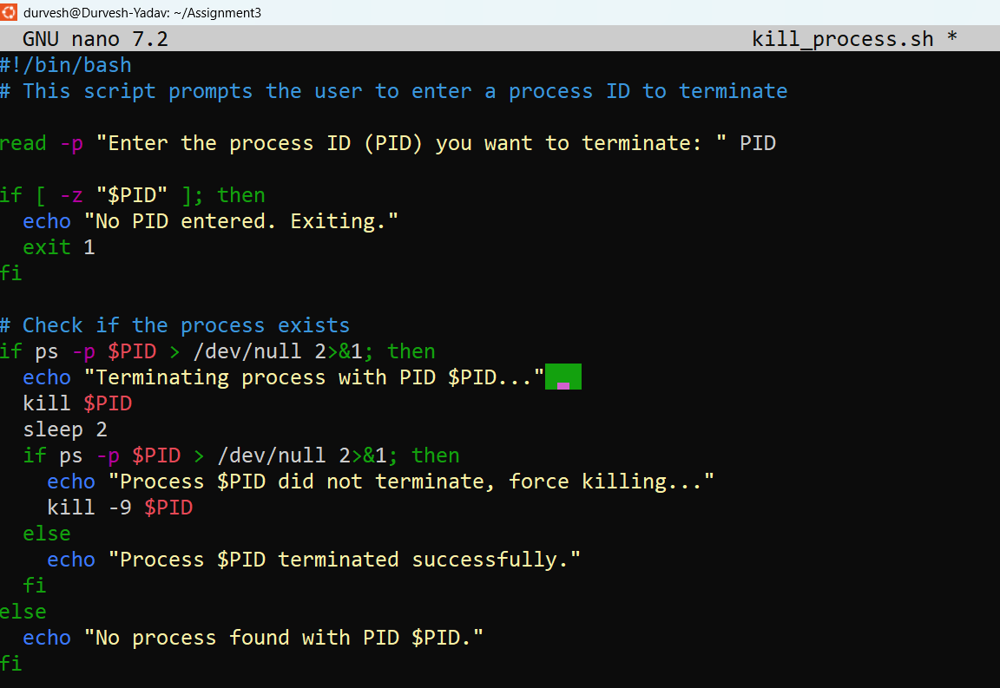 durvesh@Durvesh-Yadav: ~/Assignment3
GNU nano 7.2 kill_process.sh *
#!/bin/bash
# This script prompts the user to enter a process ID to terminate
read -p "Enter the process ID (PID) you want to terminate: " PID
if [ -z "$PID" ]; then
  echo "No PID entered. Exiting."
  exit 1
fi
# Check if the process exists
if ps -p $PID > /dev/null 2>&1; then
  echo "Terminating process with PID $PID..."
  kill $PID
  sleep 2
  if ps -p $PID > /dev/null 2>&1; then
    echo "Process $PID did not terminate, force killing..."
    kill -9 $PID
  else
    echo "Process $PID terminated successfully."
  fi
else
  echo "No process found with PID $PID."
fi